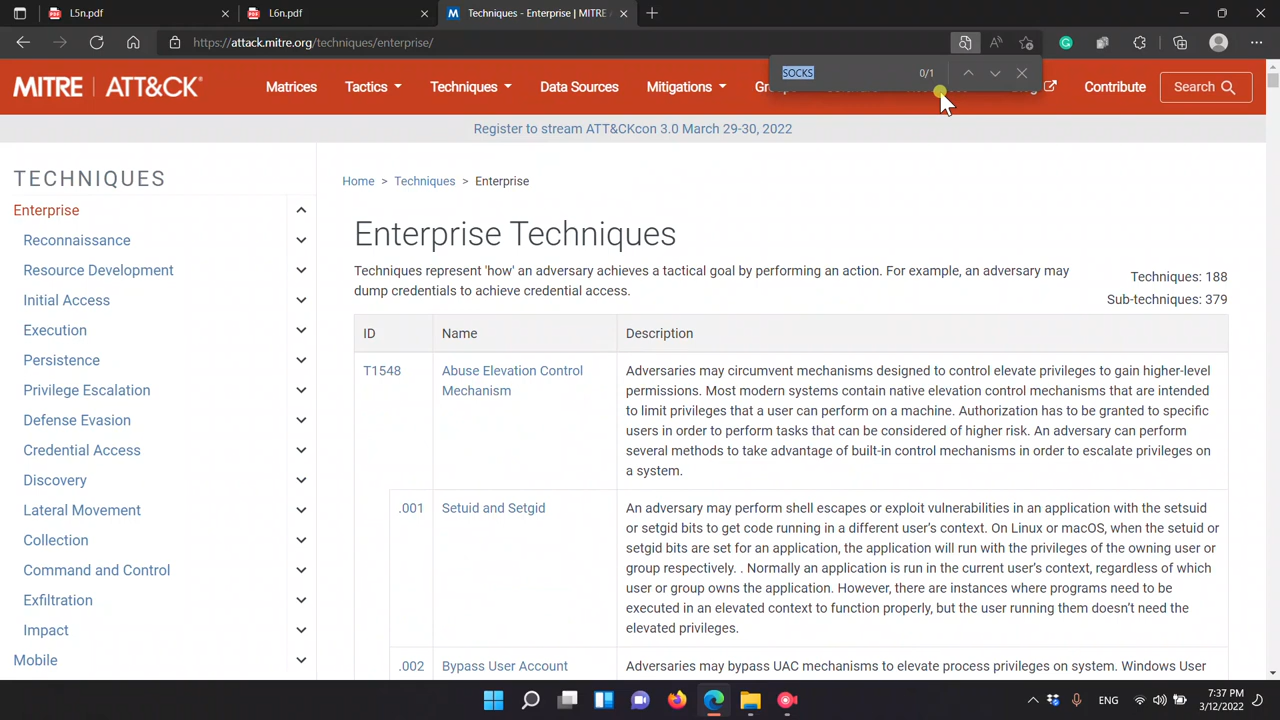 L5n.pdf
L6n.pdf
Techniques - Enterprise | MITRE
https://attack.mitre.org/techniques/enterprise/
SOCKS
0/1
MITRE | ATT&CK®
Matrices
Tactics
Techniques
Data Sources
Mitigations
Contribute
Search
Register to stream ATT&CKcon 3.0 March 29-30, 2022
TECHNIQUES
Enterprise
Reconnaissance
Resource Development
Initial Access
Execution
Persistence
Privilege Escalation
Defense Evasion
Credential Access
Discovery
Lateral Movement
Collection
Command and Control
Exfiltration
Impact
Mobile
Home > Techniques > Enterprise
Enterprise Techniques
Techniques represent 'how' an adversary achieves a tactical goal by performing an action. For example, an adversary may
dump credentials to achieve credential access.
Techniques: 188
Sub-techniques: 379
ID
Name
Description
T1548
Abuse Elevation Control
Mechanism
Adversaries may circumvent mechanisms designed to control elevate privileges to gain higher-level
permissions. Most modern systems contain native elevation control mechanisms that are intended
to limit privileges that a user can perform on a machine. Authorization has to be granted to specific
users in order to perform tasks that can be considered of higher risk. An adversary can perform
several methods to take advantage of built-in control mechanisms in order to escalate privileges on
a system.
.001
Setuid and Setgid
An adversary may perform shell escapes or exploit vulnerabilities in an application with the setsuid
or setgid bits to get code running in a different user's context. On Linux or macOS, when the setuid or
setgid bits are set for an application, the application will run with the privileges of the owning user or
group respectively. . Normally an application is run in the current user's context, regardless of which
user or group owns the application. However, there are instances where programs need to be
executed in an elevated context to function properly, but the user running them doesn't need the
elevated privileges.
.002
Bypass User Account
Adversaries may bypass UAC mechanisms to elevate process privileges on system. Windows User
ENG
7:37 PM
3/12/2022